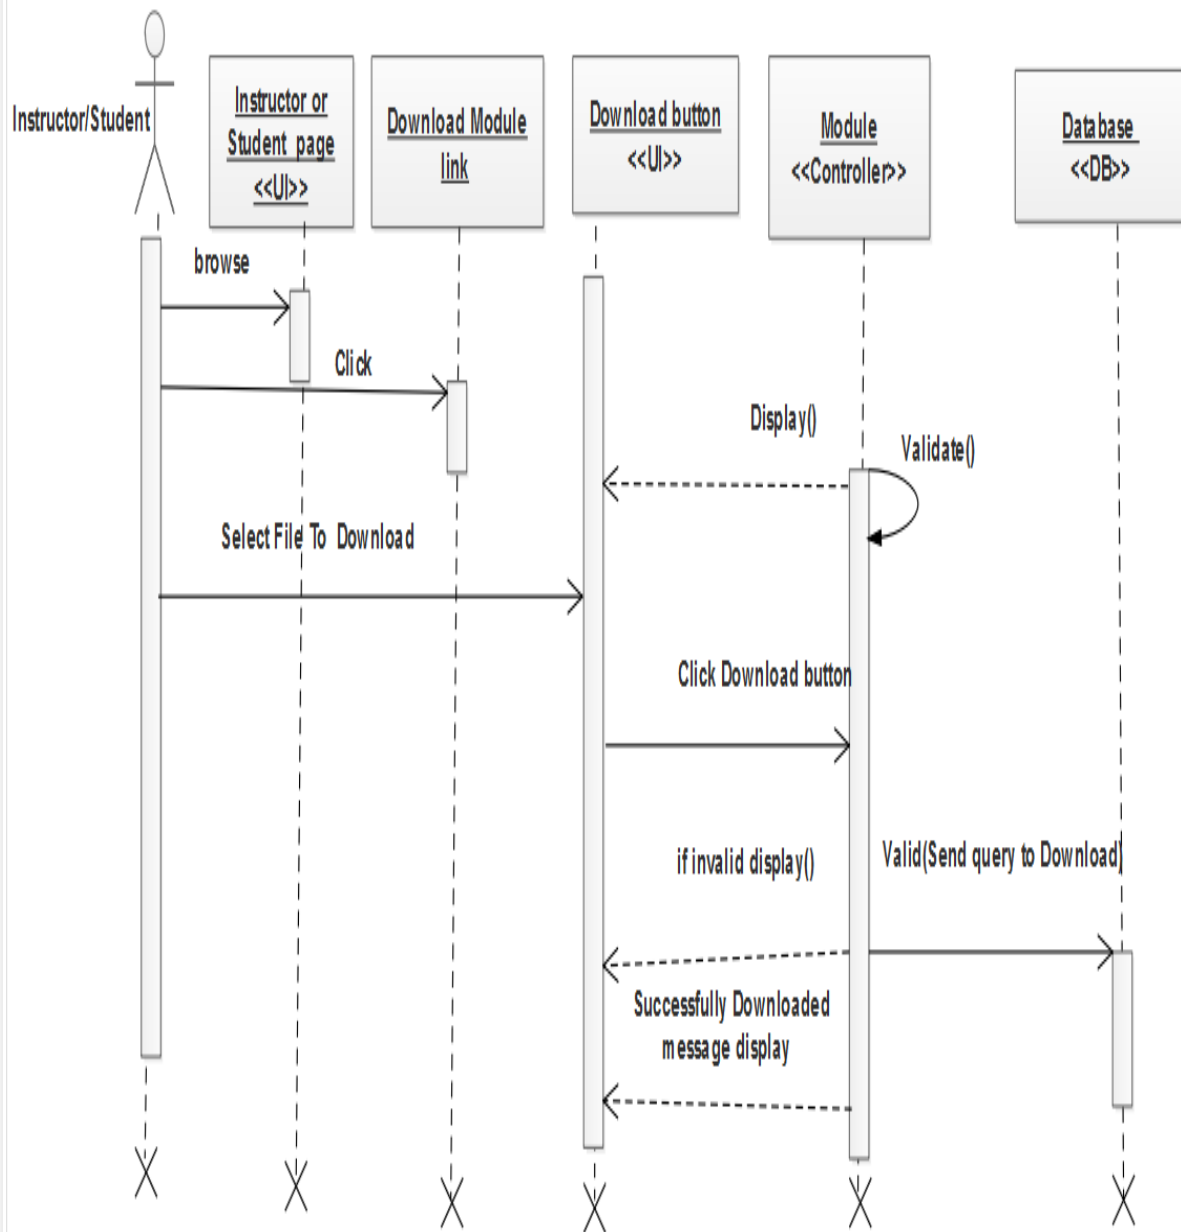 Instructor/Student
Instructor or
Student page
<<UI>>
Download Module
link
Download button
<<UI>>
Module
<<Controller>>
Database
<<DB>>
browse
Click
Display()
Validate()
Select File To Download
Click Download button
if invalid display()
Valid(Send query to Download)
Successfully Downloaded
message display